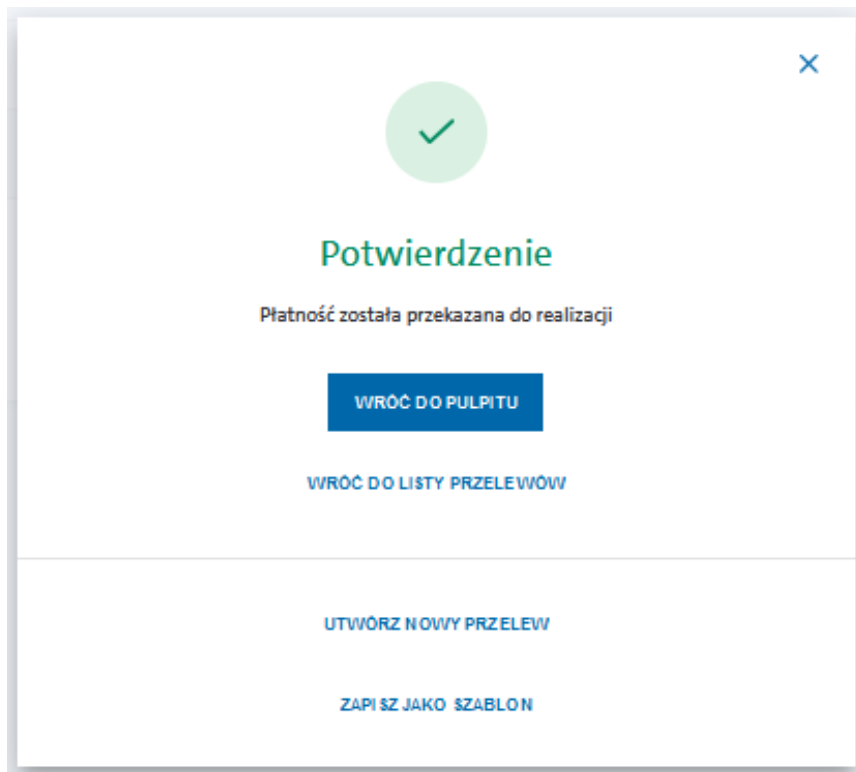 Potwierdzenie
Płatność została przekazana do realizacji
WRÓĆ DO PULPITU
WRÓĆ DO LISTY PRZELEWÓW
UTWÓRZ NOWY PRZELEW
ZAPISZ JAKO SZABLON